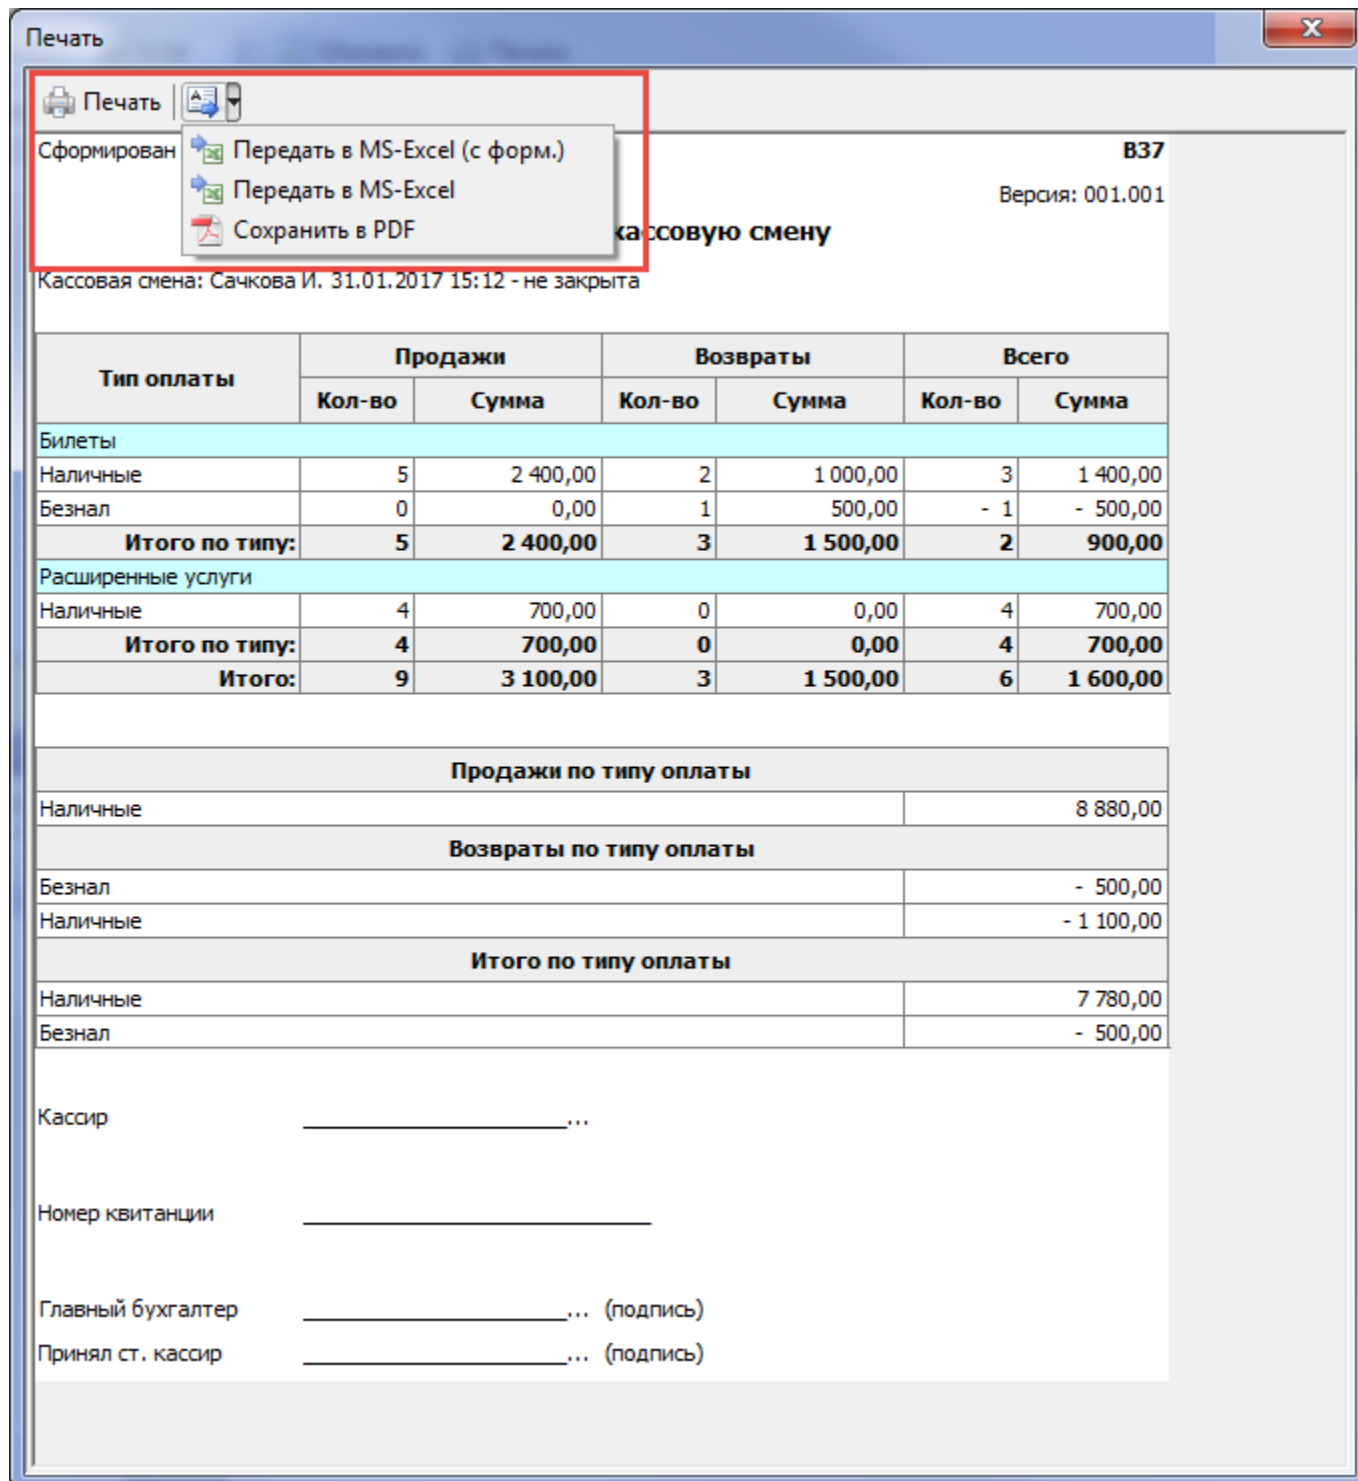 Печать
Печать
Сформирован
Передать в MS-Excel (с форм.)
Передать в MS-Excel
Сохранить в PDF
B37
Версия: 001.001
кассовую смену
Кассовая смена: Сачкова И. 31.01.2017 15:12 - не закрыта
Тип оплаты Продажи Возвраты Всего
Кол-во Сумма Кол-во Сумма Кол-во Сумма
Билеты
Наличные 5 2 400,00 2 1 000,00 3 1 400,00
Безнал 0 0,00 1 500,00 - 1 - 500,00
Итого по типу: 5 2 400,00 3 1 500,00 2 900,00
Расширенные услуги
Наличные 4 700,00 0 0,00 4 700,00
Итого по типу: 4 700,00 0 0,00 4 700,00
Итого: 9 3 100,00 3 1 500,00 6 1 600,00
Продажи по типу оплаты
Наличные 8 880,00
Возвраты по типу оплаты
Безнал - 500,00
Наличные - 1 100,00
Итого по типу оплаты
Наличные 7 780,00
Безнал - 500,00
Кассир ...
Номер квитанции
Главный бухгалтер ... (подпись)
Принял ст. кассир ... (подпись)